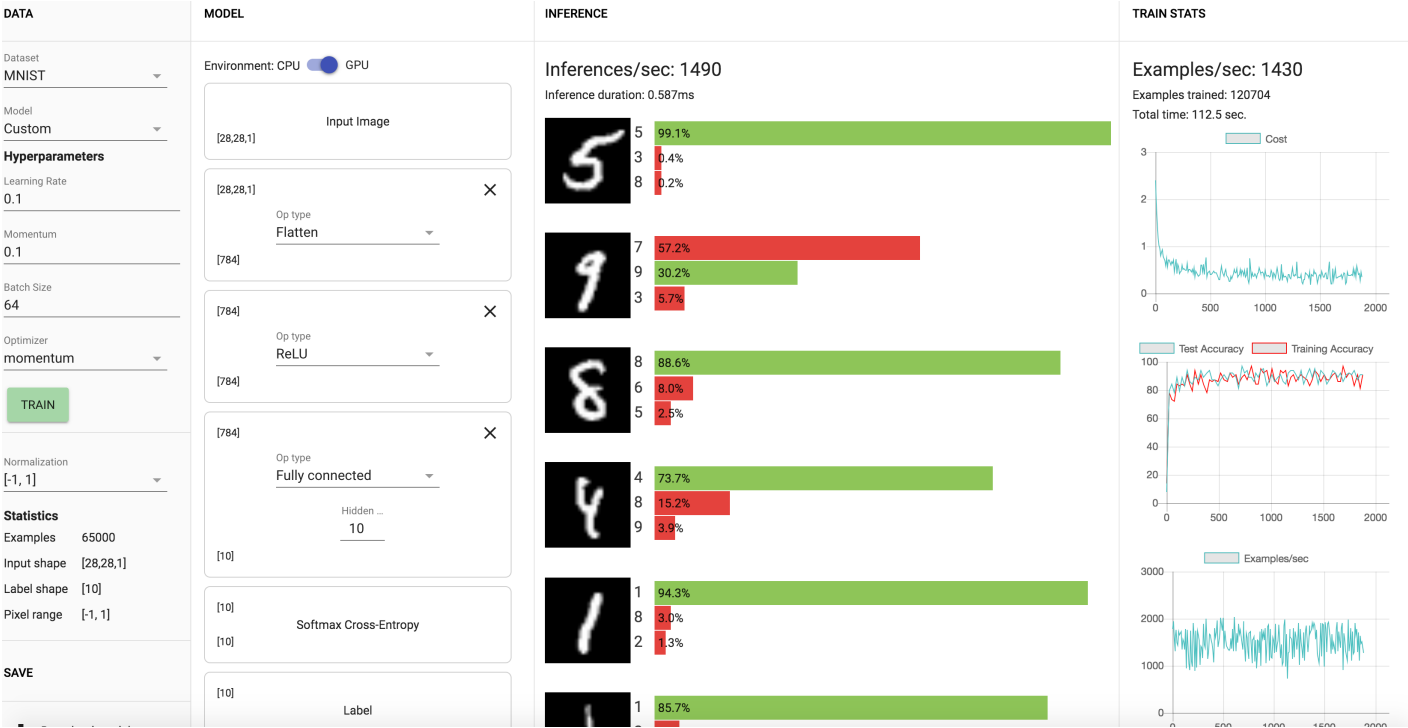 DATA
Dataset
MNIST
Model
Custom
Hyperparameters
Learning Rate
0.1
Momentum
0.1
Batch Size
64
Optimizer
momentum
TRAIN
Normalization
[-1, 1]
Statistics
Examples 65000
Input shape [28,28,1]
Label shape [10]
Pixel range [-1, 1]
SAVE
MODEL
Environment: CPU GPU
Input Image
[28,28,1]
[28,28,1]
Op type
Flatten
[784]
[784]
Op type
ReLU
[784]
[784]
Op type
Fully connected
Hidden ...
10
[10]
[10]
Softmax Cross-Entropy
[10]
[10]
Label
INFERENCE
Inferences/sec: 1490
Inference duration: 0.587ms
5 99.1%
3 0.4%
8 0.2%
7 57.2%
9 30.2%
3 5.7%
8 88.6%
6 8.0%
5 2.5%
4 73.7%
8 15.2%
9 3.9%
1 94.3%
8 3.0%
2 1.3%
1 85.7%
TRAIN STATS
Examples/sec: 1430
Examples trained: 120704
Total time: 112.5 sec.
Cost
3
2
1
0
0 500 1000 1500 2000
Test Accuracy Training Accuracy
100
80
60
40
20
0
0 500 1000 1500 2000
Examples/sec
3000
2000
1000
0
0 500 1000 1500 2000